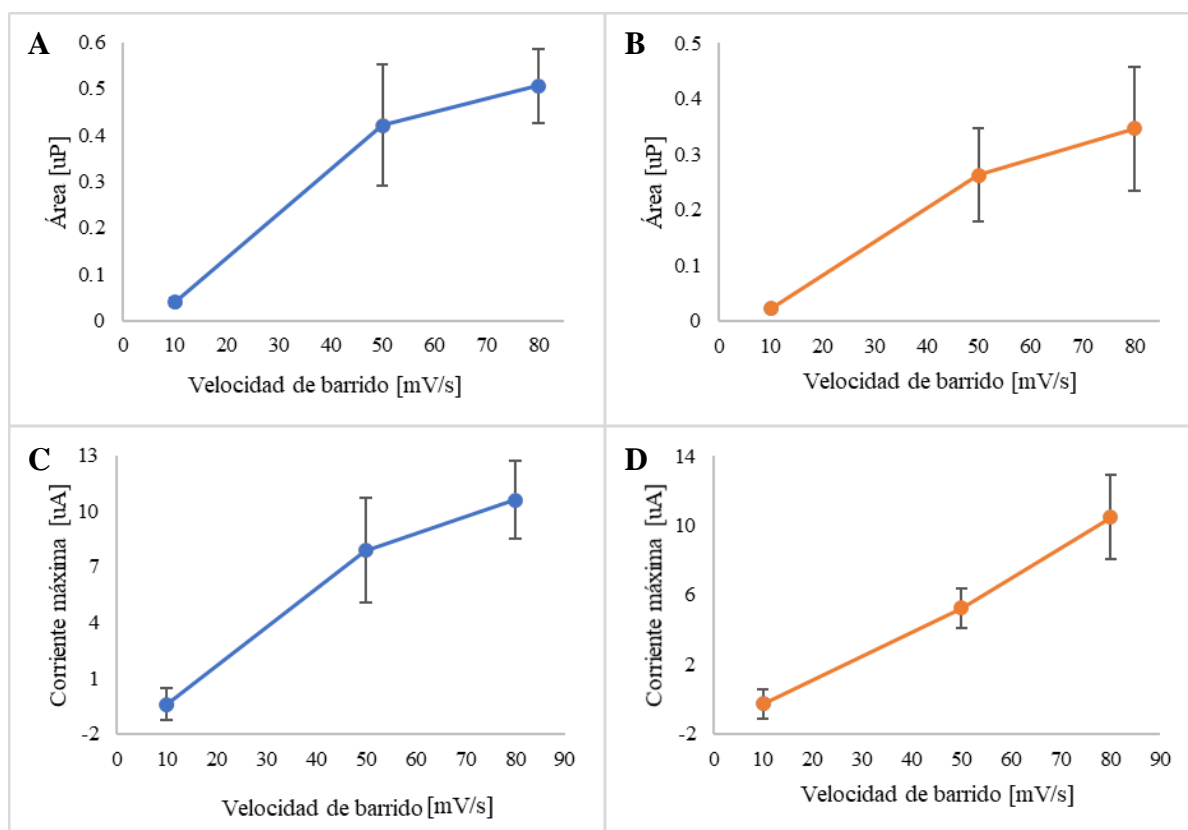 A
Área [uP]
0.6
0.5
0.4
0.3
0.2
0.1
0
0 10 20 30 40 50 60 70 80
Velocidad de barrido [mV/s]
B
Área [uP]
0.5
0.4
0.3
0.2
0.1
0
0 10 20 30 40 50 60 70 80
Velocidad de barrido [mV/s]
C
Corriente máxima [uA]
13
10
7
4
1
-2
0 10 20 30 40 50 60 70 80 90
Velocidad de barrido [mV/s]
D
Corriente máxima [uA]
14
10
6
2
-2
0 10 20 30 40 50 60 70 80 90
Velocidad de barrido [mV/s]